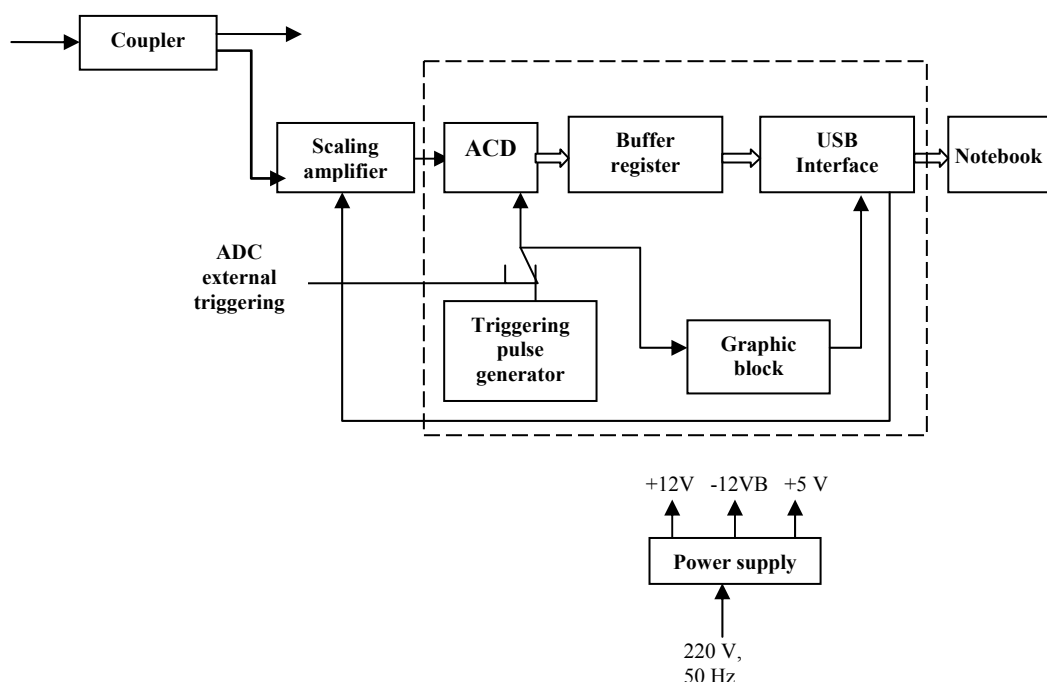 Coupler
Scaling
amplifier
ACD
Buffer
register
USB
Interface
Notebook
ADC
external
triggering
Triggering
pulse
generator
Graphic
block
+12V -12VB +5 V
Power supply
220 V,
50 Hz